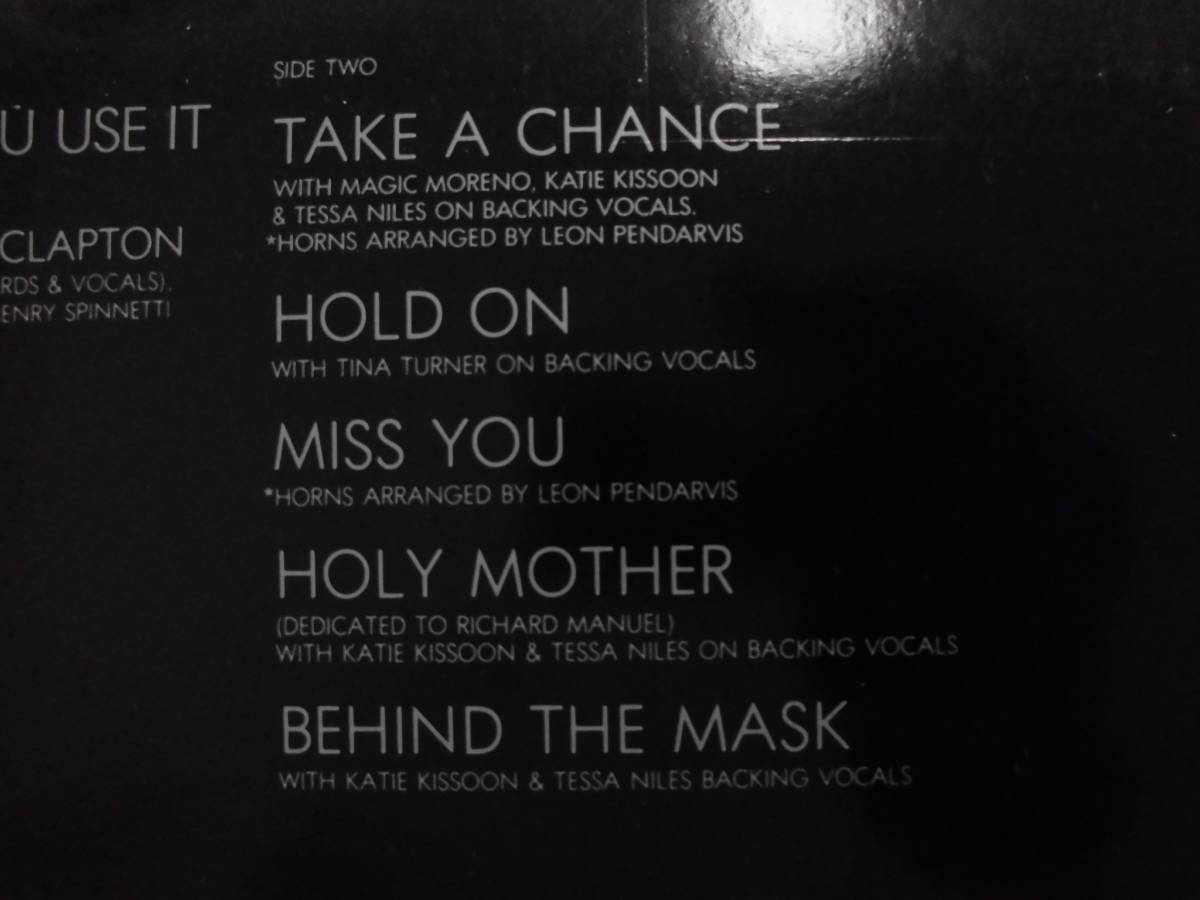 U USE IT
CLAPTON
RDS & VOCALS),
ENRY SPINNETTI
SIDE TWO
TAKE A CHANCE
WITH MAGIC MORENO, KATIE KISSOON
& TESSA NILES ON BACKING VOCALS.
*HORNS ARRANGED BY LEON PENDARVIS
HOLD ON
WITH TINA TURNER ON BACKING VOCALS
MISS YOU
*HORNS ARRANGED BY LEON PENDARVIS
HOLY MOTHER
(DEDICATED TO RICHARD MANUEL)
WITH KATIE KISSOON & TESSA NILES ON BACKING VOCALS
BEHIND THE MASK
WITH KATIE KISSOON & TESSA NILES BACKING VOCALS